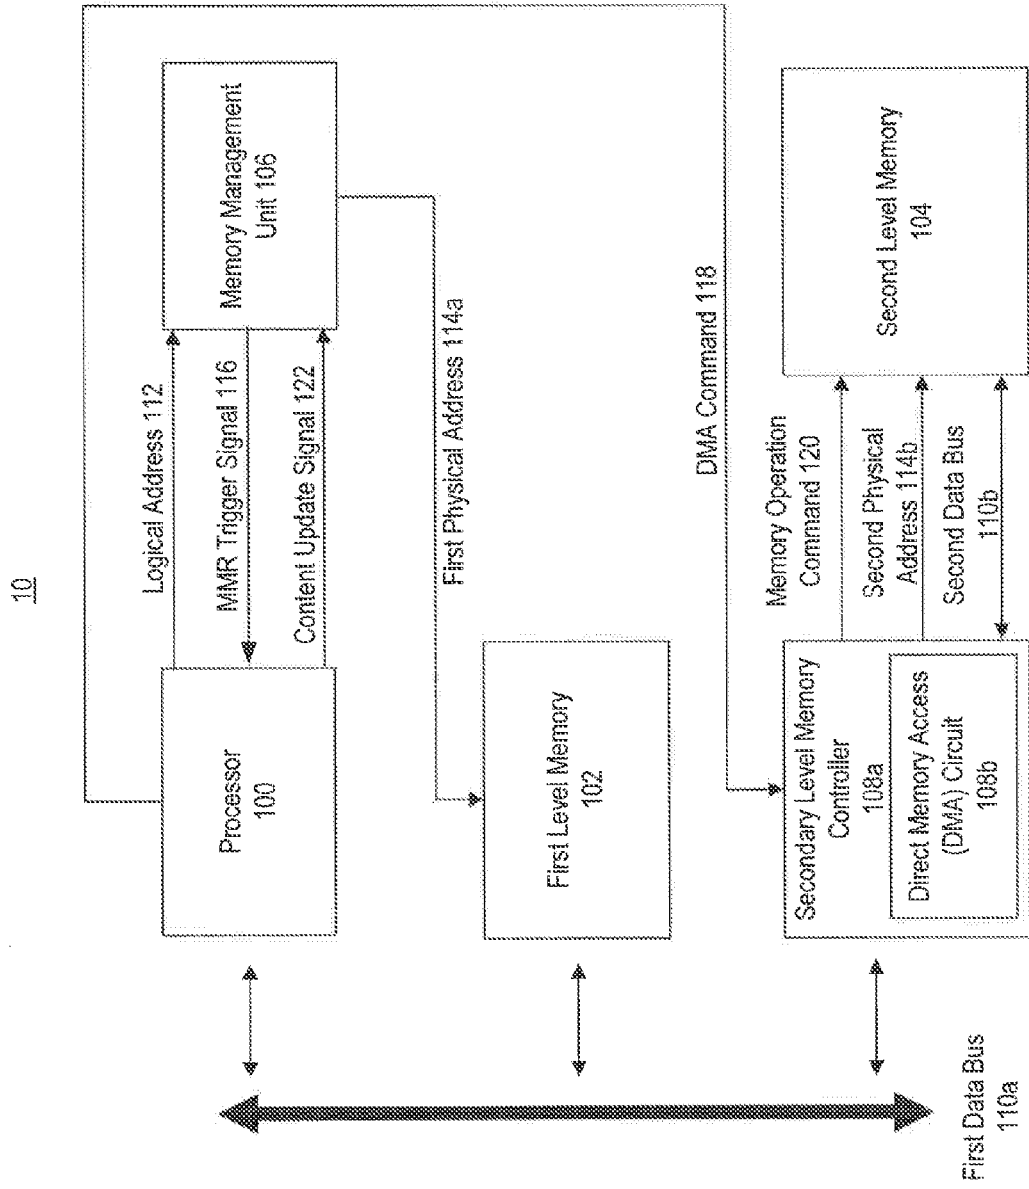 10
Processor
100
Logical Address 112
MMR Trigger Signal 116
Content Update Signal 122
Memory Management
Unit 106
First Physical Address 114a
First Level Memory
102
DMA Command 118
Secondary Level Memory
Controller
108a
Direct Memory Access
(DMA) Circuit
108b
Memory Operation
Command 120
Second Physical
Address 114b
Second Data Bus
110b
Second Level Memory
104
First Data Bus
110a